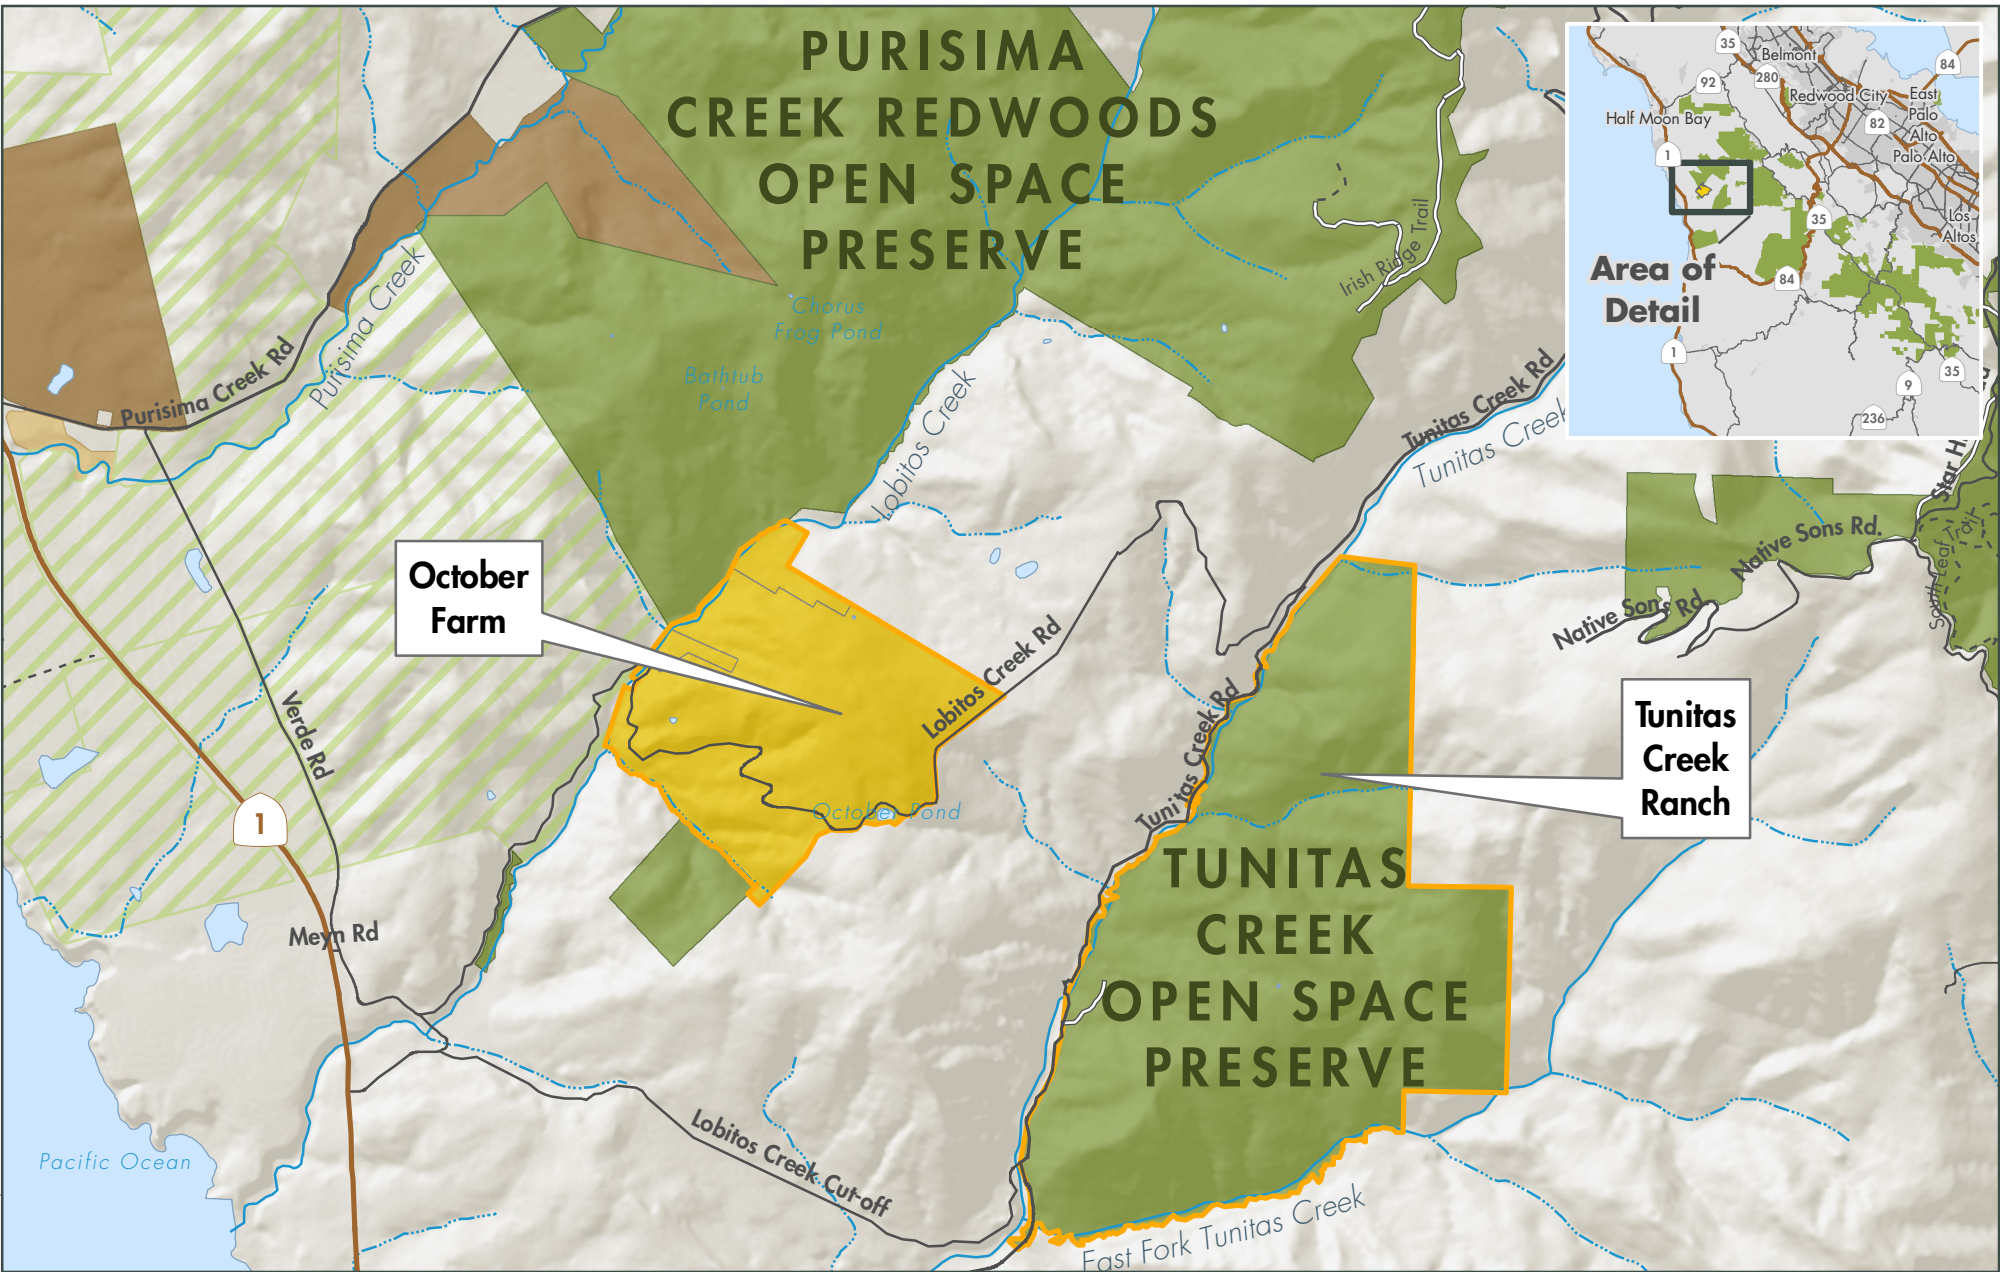 PURISIMA
CREEK REDWOODS
OPEN SPACE
PRESERVE
35
Belmont
84
92
280
Redwood City
East
Palo
Alto
Half Moon Bay
82
Palo Alto
1
35
Los
Altos
Area of
Detail
84
1
35
9
236
Irish Ridge Trail
Purisima Creek
Chorus
Frog Pond
Bathtub
Pond
Purisima Creek Rd
Lobitos Creek
Tunitas Creek Rd
Tunitas Creek
Star H
Native Sons Rd.
Native Sons Rd.
South Leaf Trail
October
Farm
Lobitos Creek Rd
Verde Rd
Tunitas Creek Rd
Tunitas
Creek
Ranch
1
October Pond
TUNITAS
CREEK
OPEN SPACE
PRESERVE
Meyn Rd
Pacific Ocean
Lobitos Creek Cut-off
East Fork Tunitas Creek